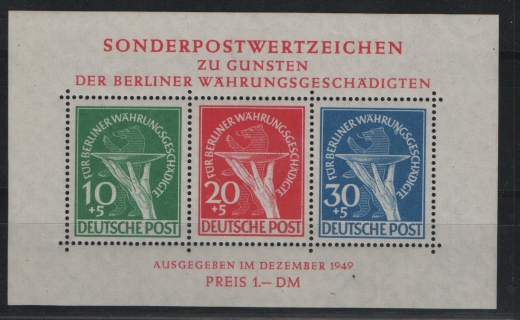 SONDERPOSTWERTZEICHEN
ZU GUNSTEN
DER BERLINER WÄHRUNGSGESCHÄDIGTEN
FÜR BERLINER WÄHRUNGSGESCHÄDIGTE
10
+5
DEUTSCHE POST
FÜR BERLINER WÄHRUNGSGESCHÄDIGTE
20
+5
DEUTSCHE POST
FÜR BERLINER WÄHRUNGSGESCHÄDIGTE
30
+5
DEUTSCHE POST
AUSGEGEBEN IM DEZEMBER 1949
PREIS 1.– DM